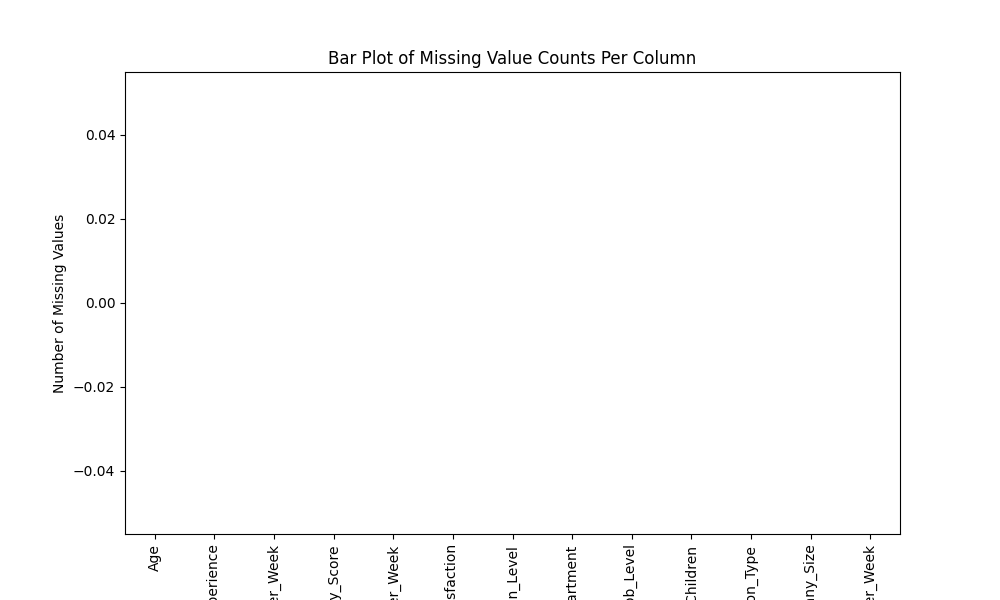 Bar Plot of Missing Value Counts Per Column
Number of Missing Values
0.04
0.02
0.00
−0.02
−0.04
Age
perience
er_Week
y_Score
er_Week
sfaction
n_Level
artment
ob_Level
Children
on_Type
any_Size
er_Week